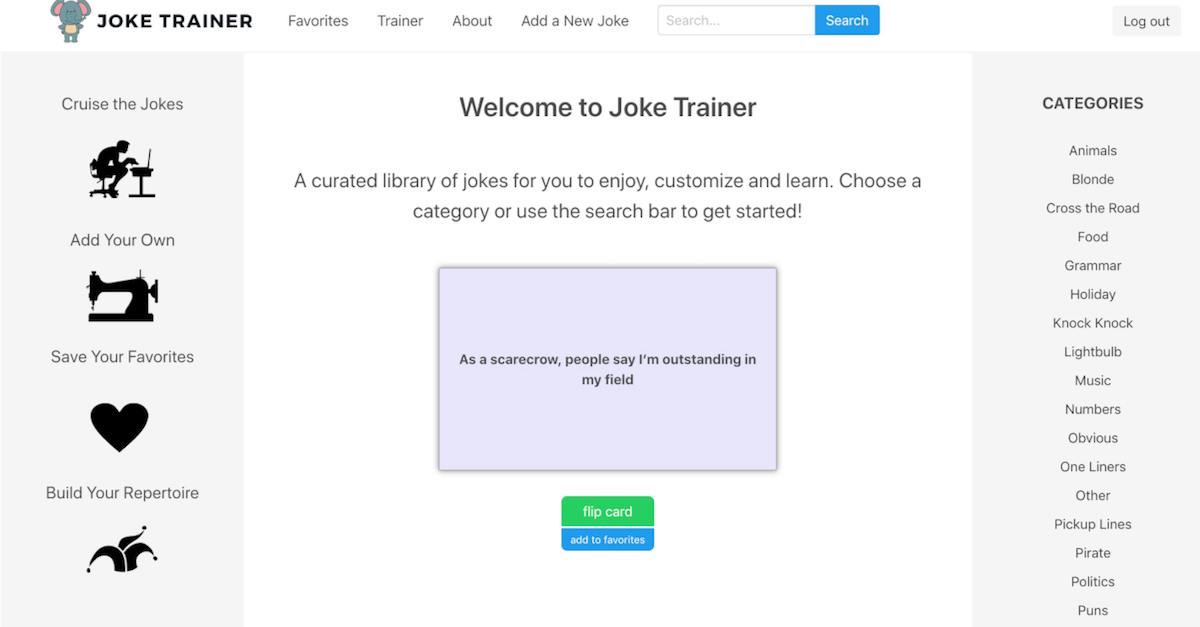 JOKE TRAINER
Favorites
Trainer
About
Add a New Joke
Search...
Search
Log out
Cruise the Jokes
Add Your Own
Save Your Favorites
Build Your Repertoire
Welcome to Joke Trainer
A curated library of jokes for you to enjoy, customize and learn. Choose a
category or use the search bar to get started!
As a scarecrow, people say I’m outstanding in
my field
flip card
add to favorites
CATEGORIES
Animals
Blonde
Cross the Road
Food
Grammar
Holiday
Knock Knock
Lightbulb
Music
Numbers
Obvious
One Liners
Other
Pickup Lines
Pirate
Politics
Puns